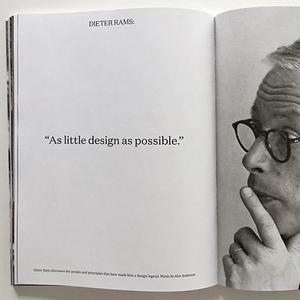 DIETER RAMS:
“As little design as possible.”
Dieter Rams discusses the people and principles that have made him a design legend. Words by Alex Anderson